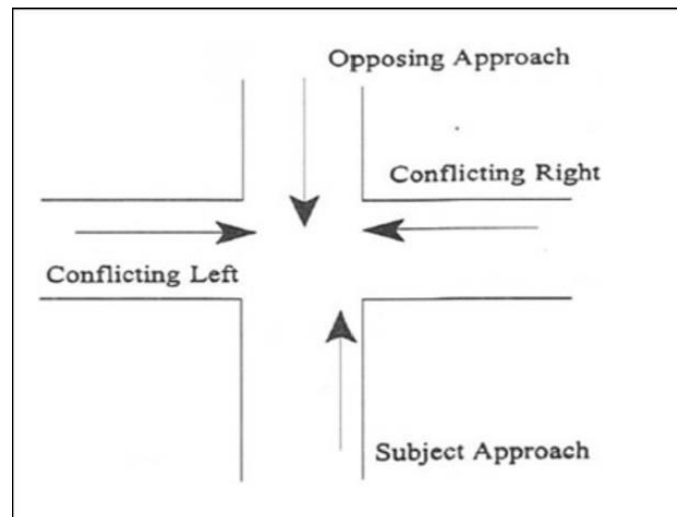 Opposing Approach
Conflicting Right
Conflicting Left
Subject Approach